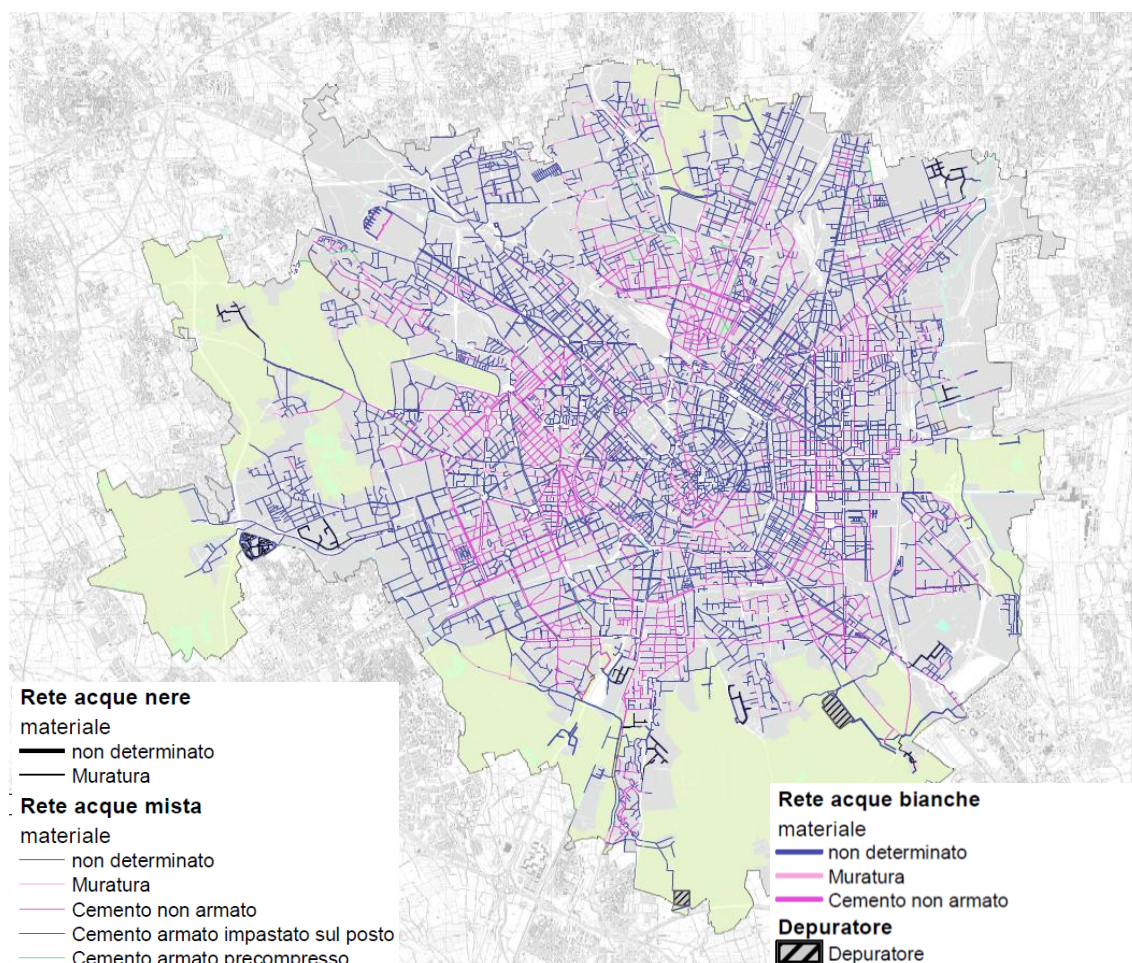 Rete acque nere
materiale
non determinato
Muratura
Rete acque mista
materiale
non determinato
Muratura
Cemento non armato
Cemento armato impastato sul posto
Cemento armato precompresso
Rete acque bianche
materiale
non determinato
Muratura
Cemento non armato
Depuratore
Depuratore